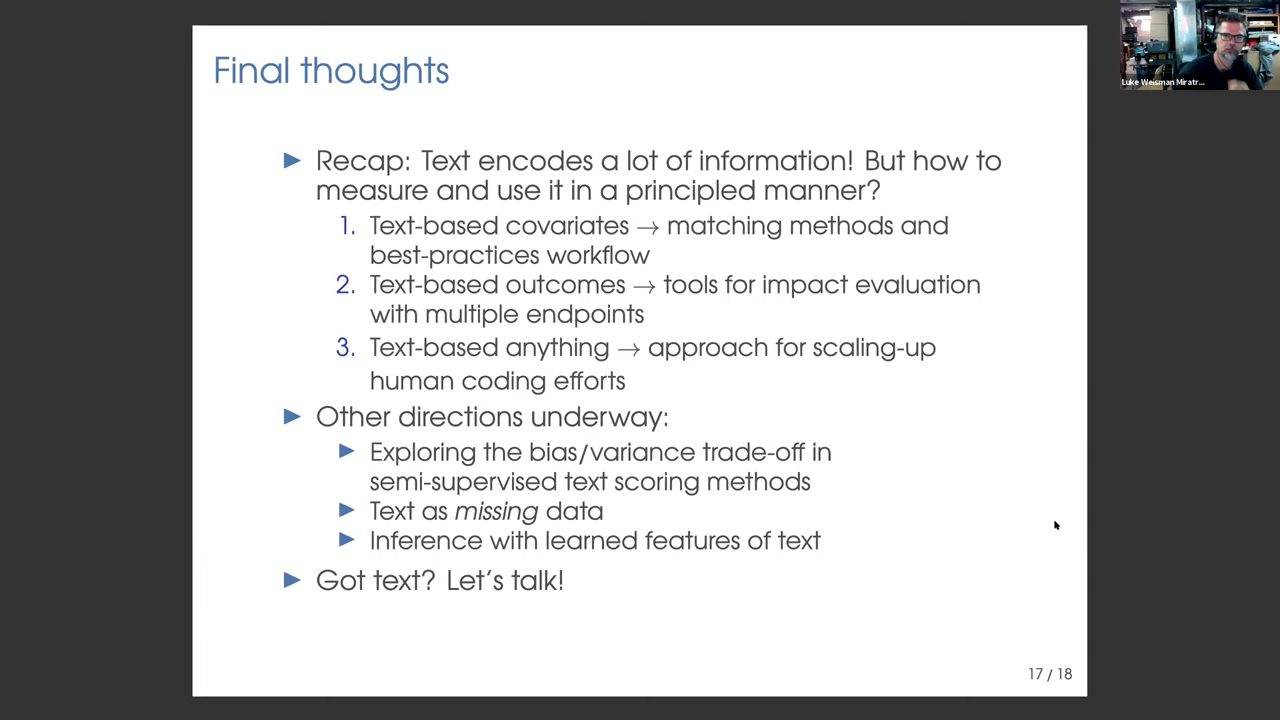 Final thoughts
Luke Weisman Miratr...
▶ Recap: Text encodes a lot of information! But how to
measure and use it in a principled manner?
1. Text-based covariates → matching methods and
best-practices workflow
2. Text-based outcomes → tools for impact evaluation
with multiple endpoints
3. Text-based anything → approach for scaling-up
human coding efforts
▶ Other directions underway:
▶ Exploring the bias/variance trade-off in
semi-supervised text scoring methods
▶ Text as missing data
▶ Inference with learned features of text
▶ Got text? Let's talk!
17 / 18